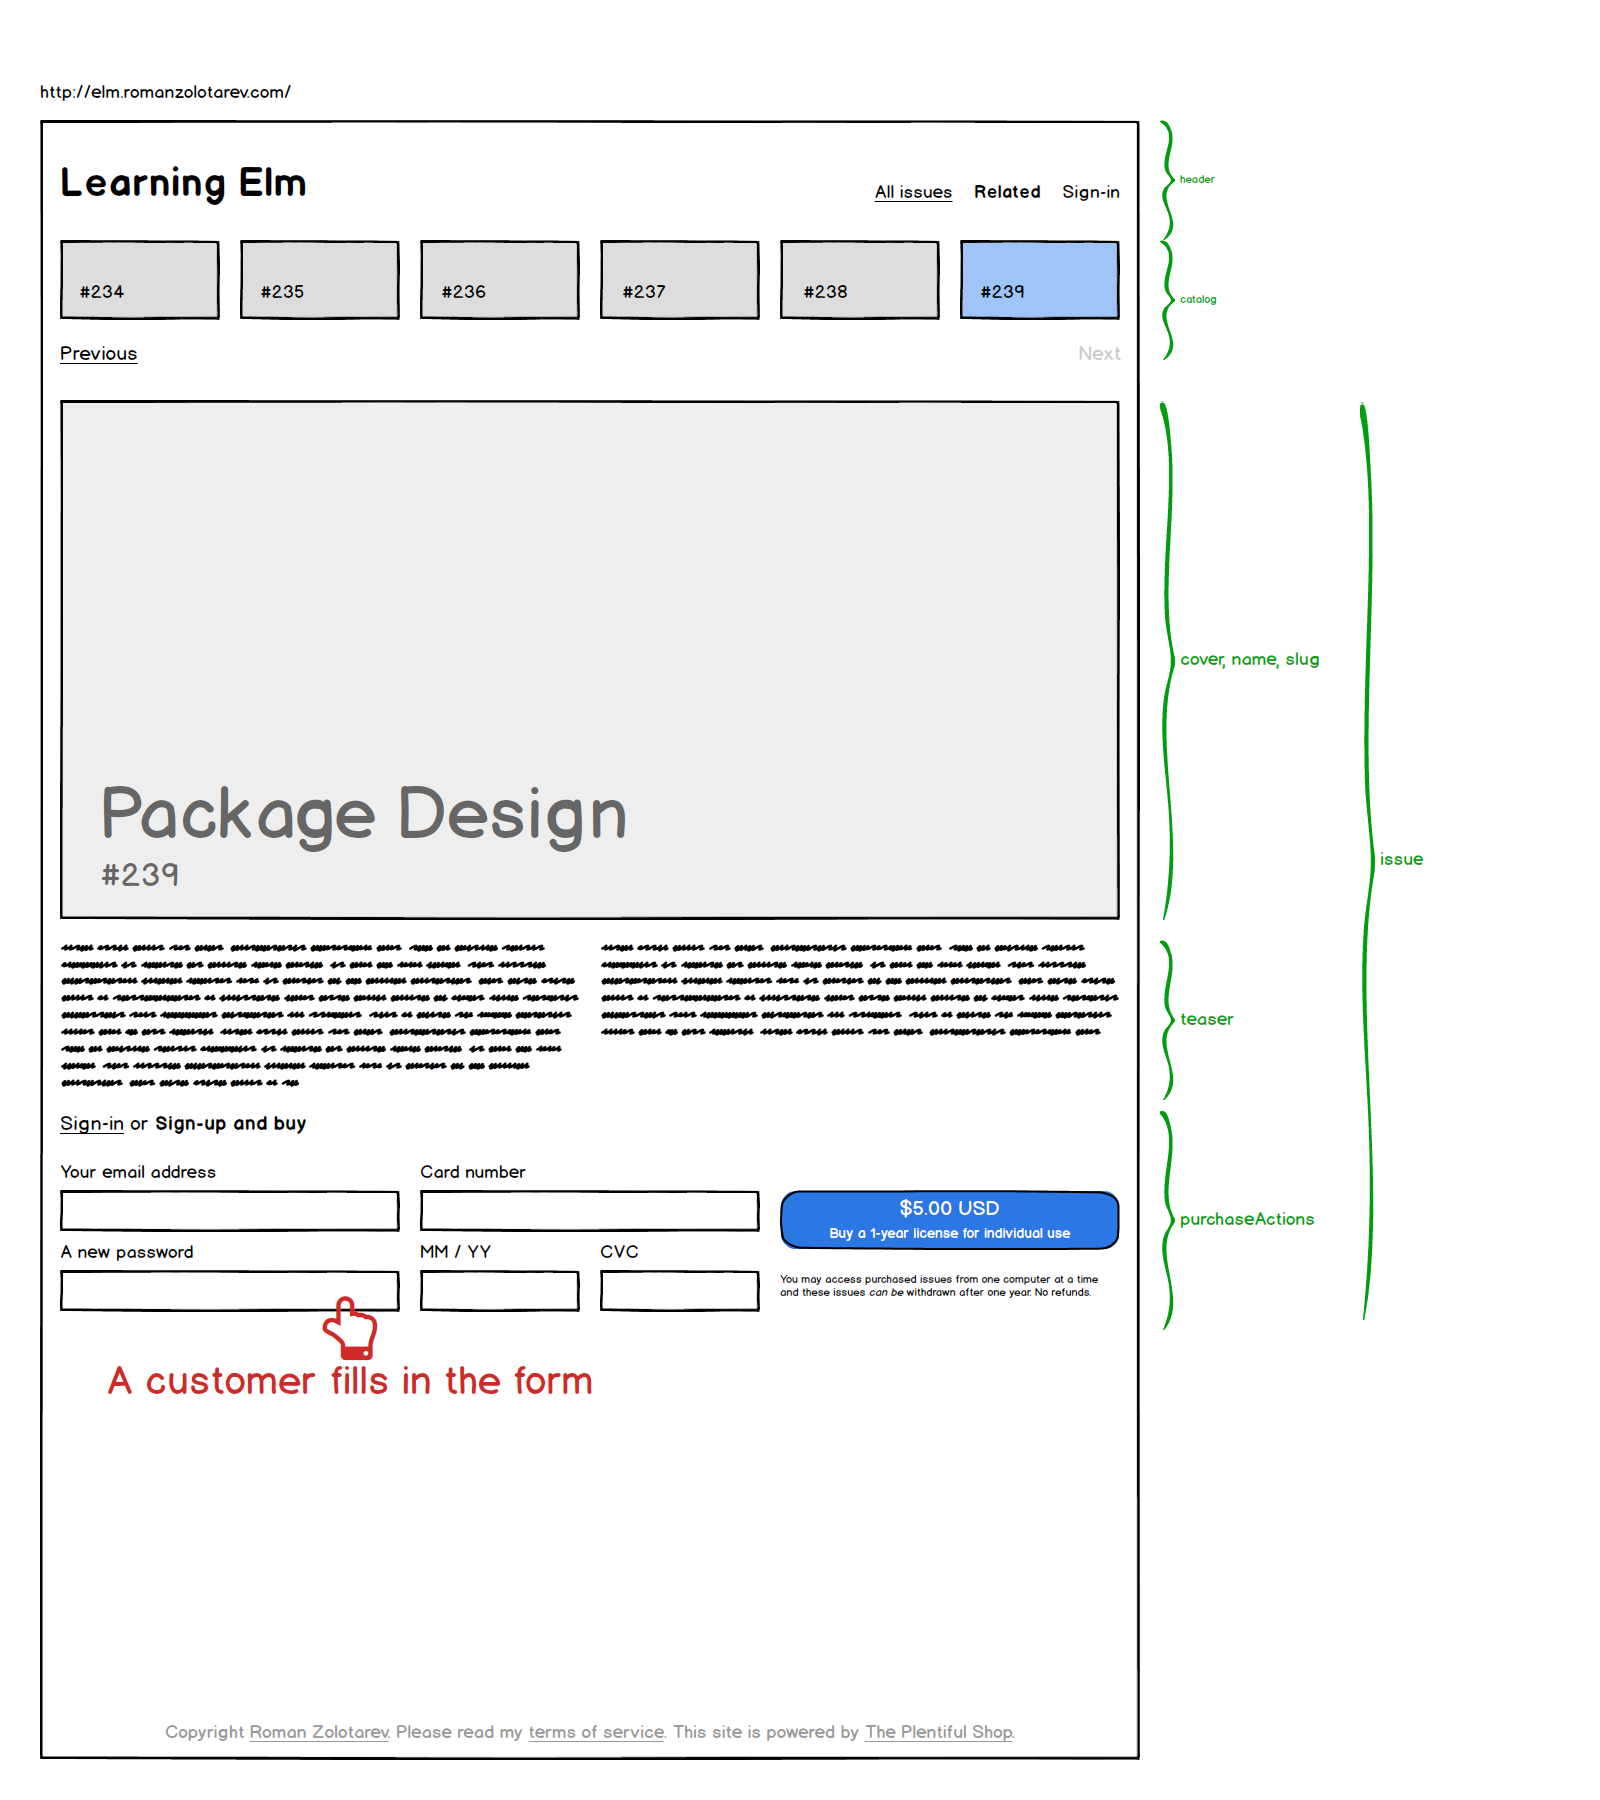 http://elm.romanzolotarev.com/
Learning Elm
All issues Related Sign-in
header
#234 #235 #236 #237 #238 #239
catalog
Previous Next
cover, name, slug
Package Design
#239
issue
teaser
Sign-in or Sign-up and buy
Your email address Card number
$5.00 USD
Buy a 1-year license for individual use
purchaseActions
A new password MM / YY CVC
You may access purchased issues from one computer at a time
and these issues can be withdrawn after one year. No refunds.
A customer fills in the form
Copyright Roman Zolotarev. Please read my terms of service. This site is powered by The Plentiful Shop.